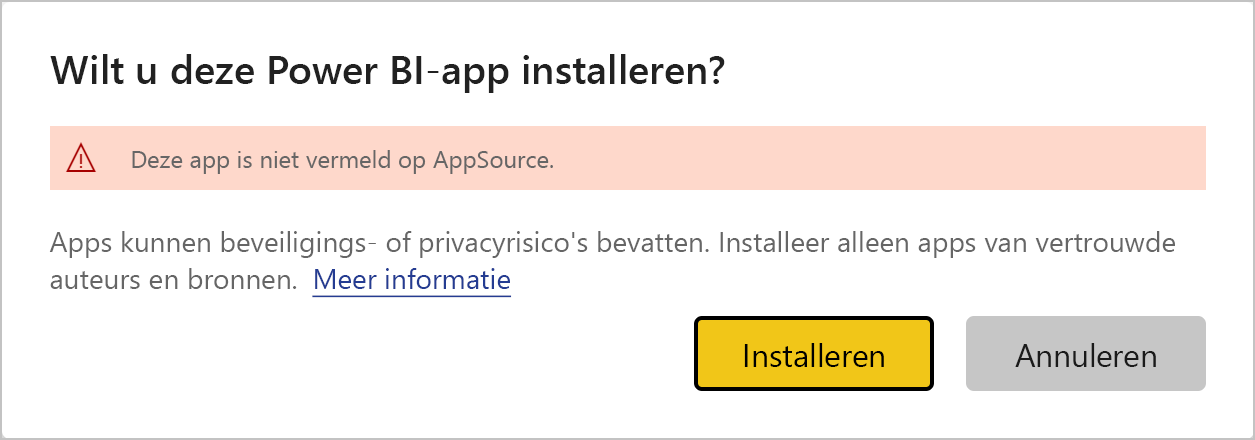 Wilt u deze Power BI-app installeren?
Deze app is niet vermeld op AppSource.
Apps kunnen beveiligings- of privacyrisico's bevatten. Installeer alleen apps van vertrouwde
auteurs en bronnen. Meer informatie
Installeren Annuleren